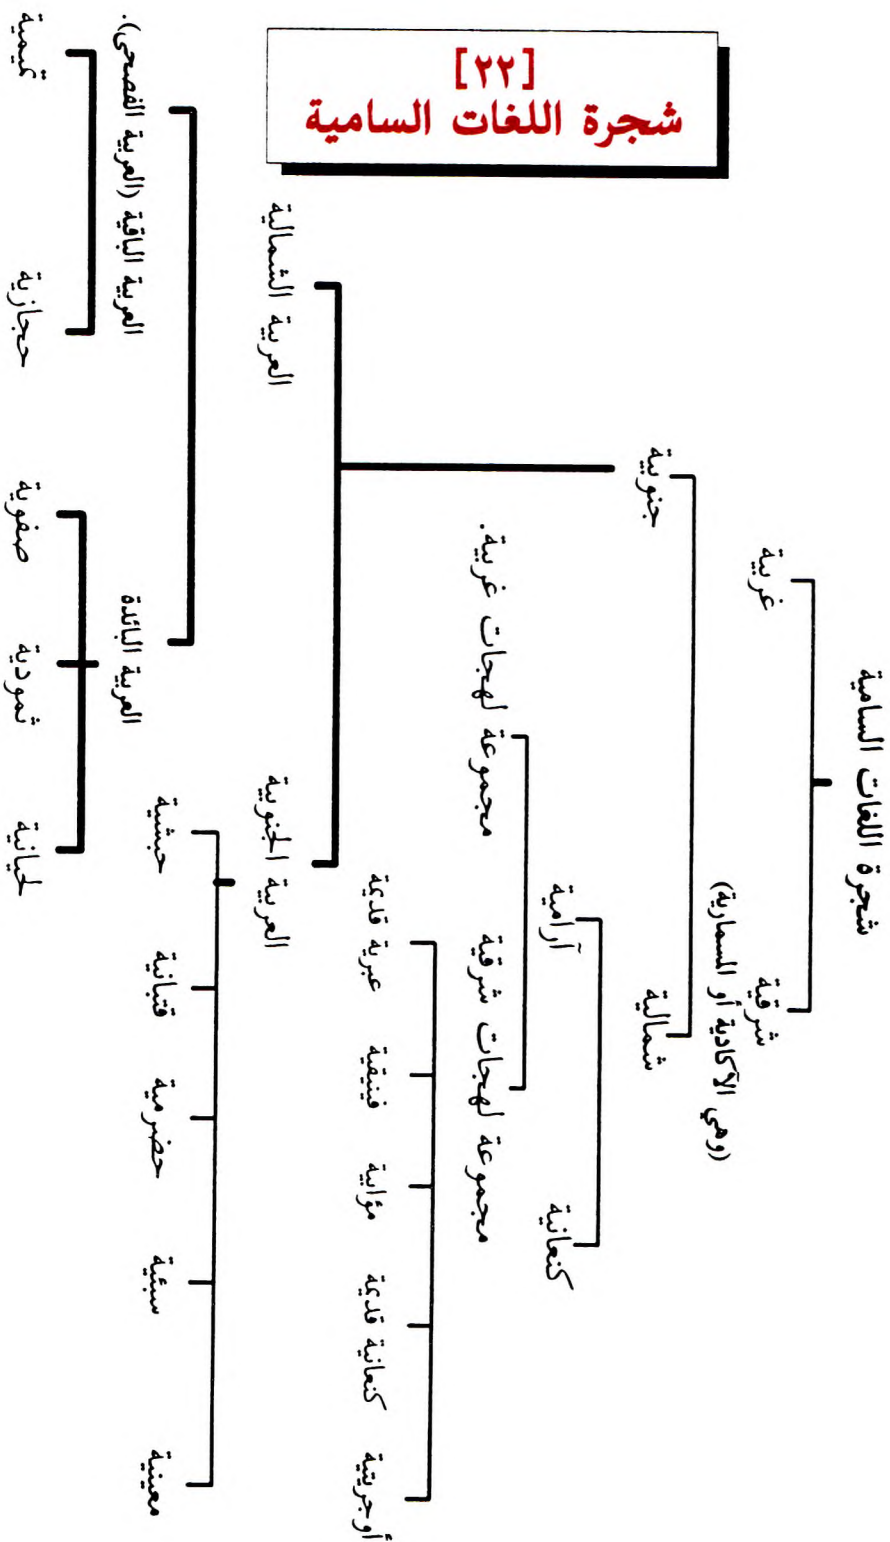 [٢٢]
شجرة اللغات السامية
شجرة اللغات السامية
شرقية
(وهي الآكادية أو المسمارية)
غربية
شمالية
جنوبية
كنعانية
آرامية
مجموعة لهجات شرقية
مجموعة لهجات غربية.
أوجريتية
كنعانية قديمة
مؤابية
فينيقية
عبرية قديمة
العربية الجنوبية
العربية الشمالية
معينية
سبئية
حضرمية
قتبانية
حبشية
العربية البائدة
العربية الباقية (العربية الفصحى).
لحيانية
ثمودية
صفوية
حجازية
تميمية